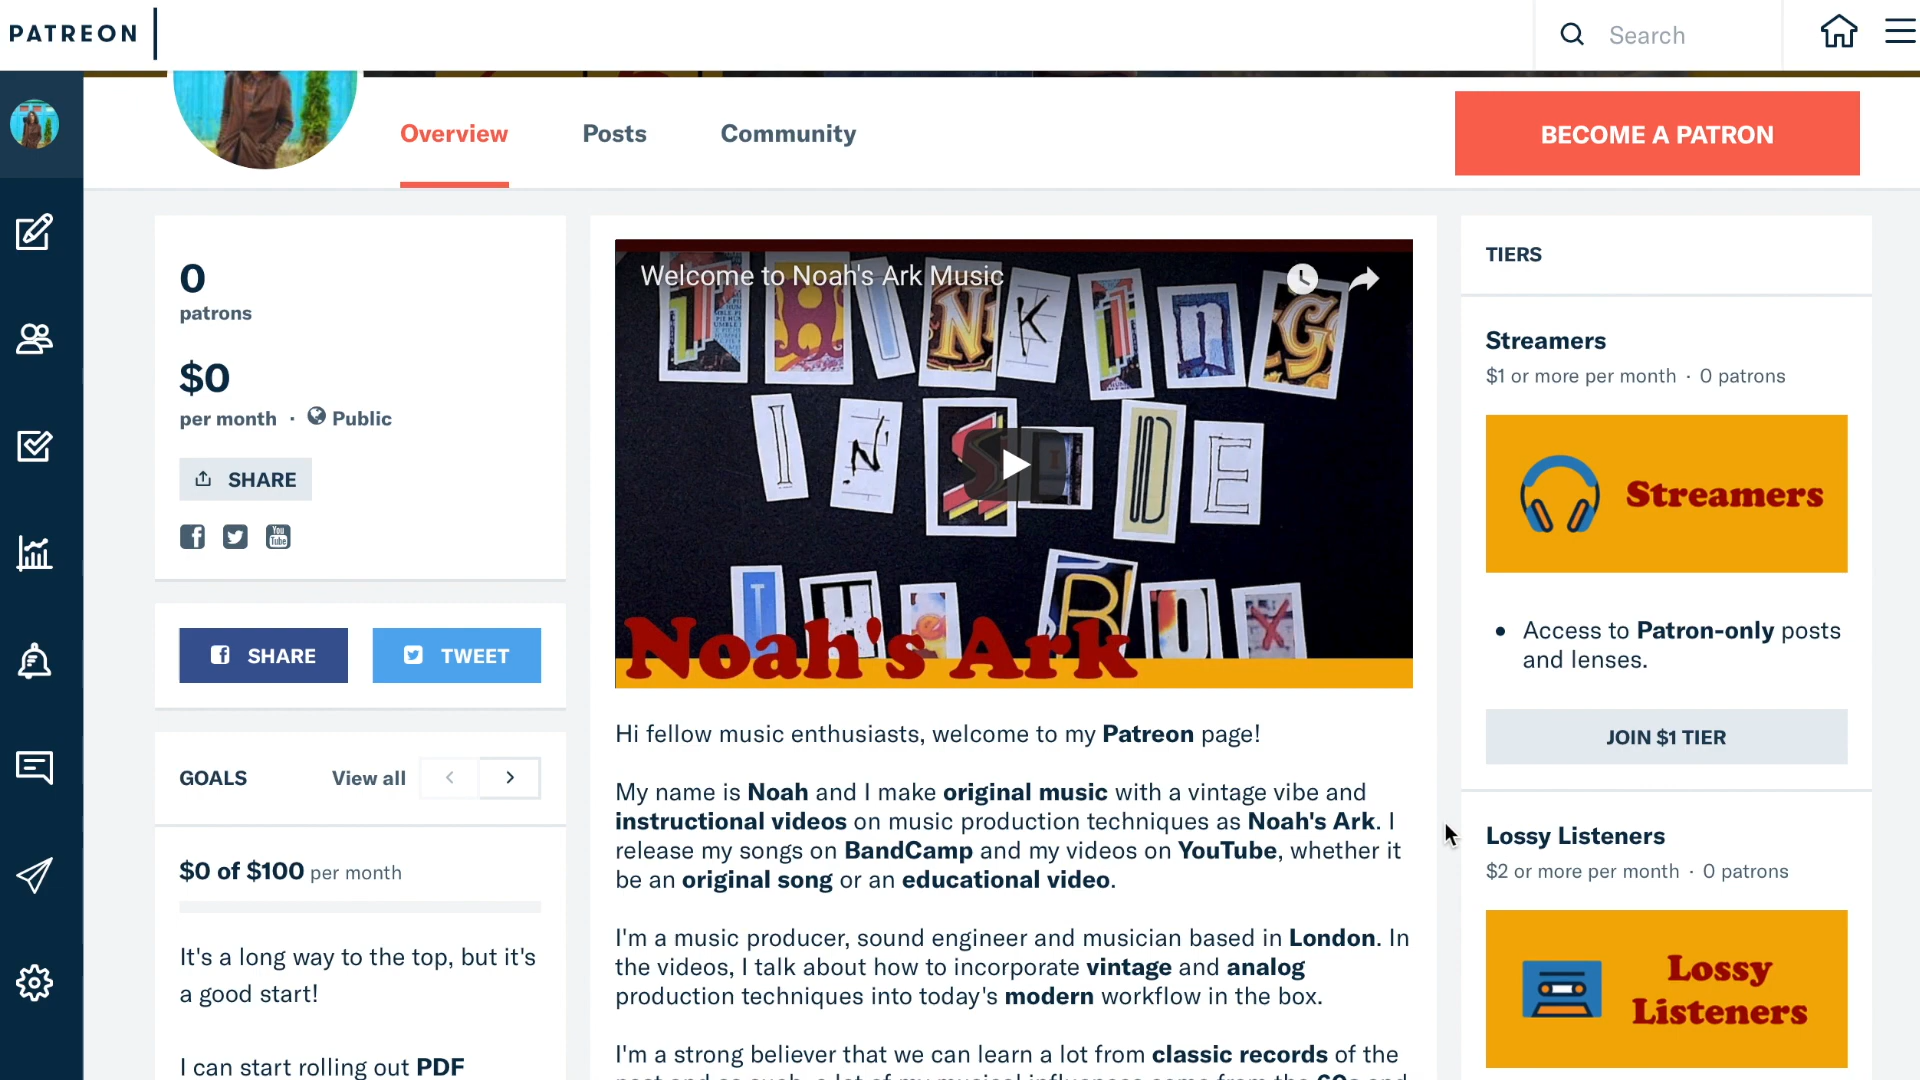 PATREON
Search
Overview
Posts
Community
BECOME A PATRON
0
patrons
$0
per month · Public
SHARE
You
Tube
SHARE
TWEET
GOALS
View all
$0 of $100 per month
It's a long way to the top, but it's
a good start!
I can start rolling out PDF
Welcome to Noah's Ark Music
THINKING
INSIDE
THE BOX
Noah's Ark
Hi fellow music enthusiasts, welcome to my Patreon page!
My name is Noah and I make original music with a vintage vibe and
instructional videos on music production techniques as Noah's Ark. I
release my songs on BandCamp and my videos on YouTube, whether it
be an original song or an educational video.
I'm a music producer, sound engineer and musician based in London. In
the videos, I talk about how to incorporate vintage and analog
production techniques into today's modern workflow in the box.
I'm a strong believer that we can learn a lot from classic records of the
TIERS
Streamers
$1 or more per month · 0 patrons
Streamers
• Access to Patron-only posts
and lenses.
JOIN $1 TIER
Lossy Listeners
$2 or more per month · 0 patrons
Lossy
Listeners